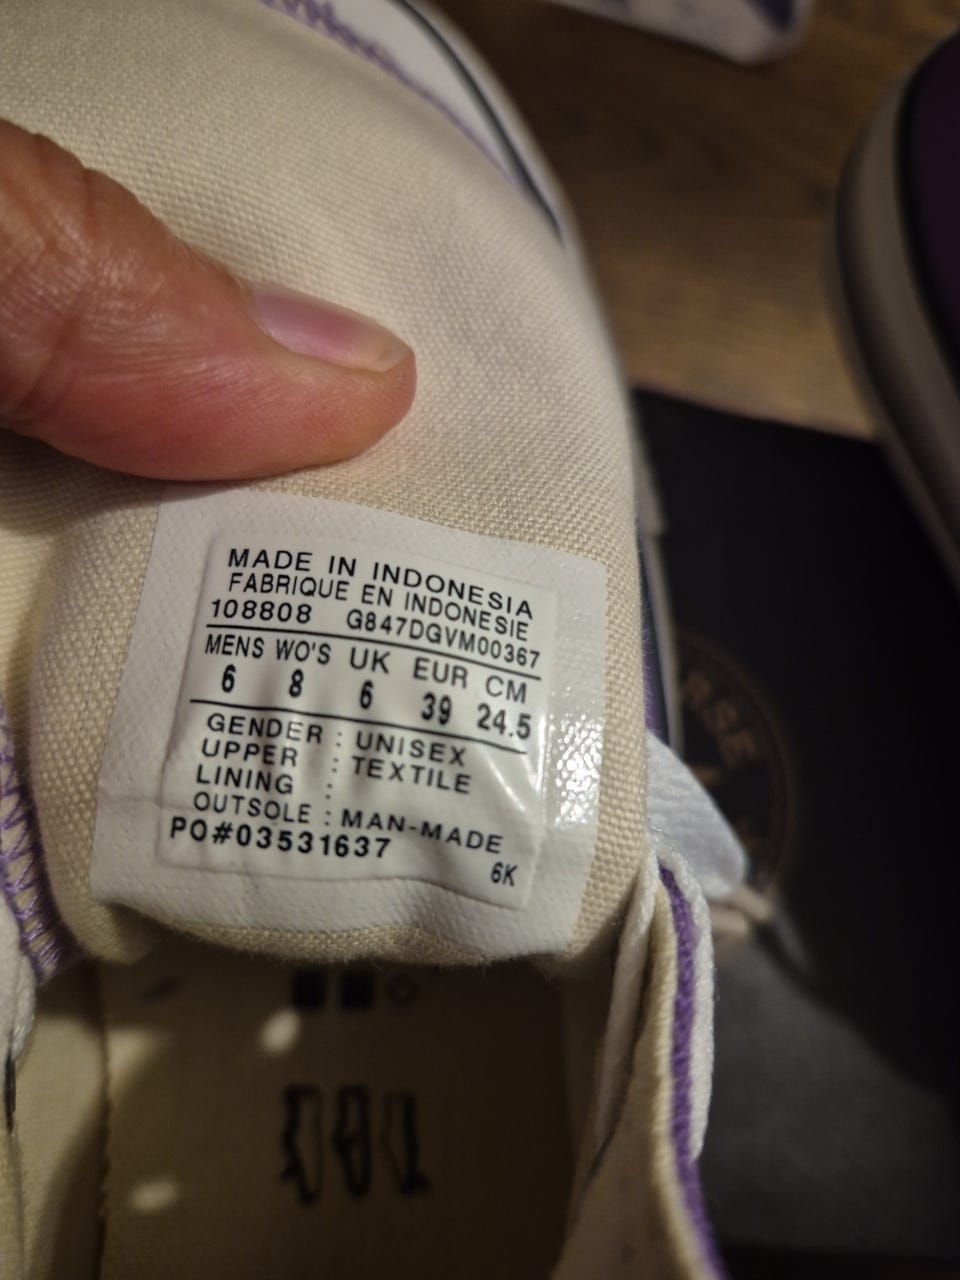 MADE IN INDONESIA
FABRIQUE EN INDONESIE
108808 G847DGVM00367
MENS WO'S UK EUR CM
6 8 6 39 24.5
GENDER : UNISEX
UPPER : TEXTILE
LINING :
OUTSOLE : MAN-MADE
PO#03531637
6K